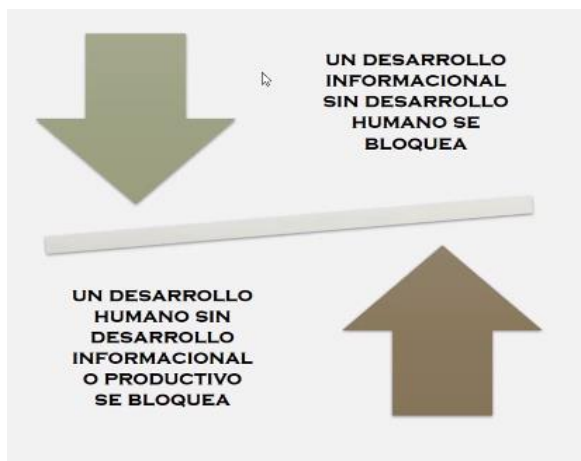 UN DESARROLLO
INFORMACIONAL
SIN DESARROLLO
HUMANO SE
BLOQUEA
UN DESARROLLO
HUMANO SIN
DESARROLLO
INFORMACIONAL
O PRODUCTIVO
SE BLOQUEA